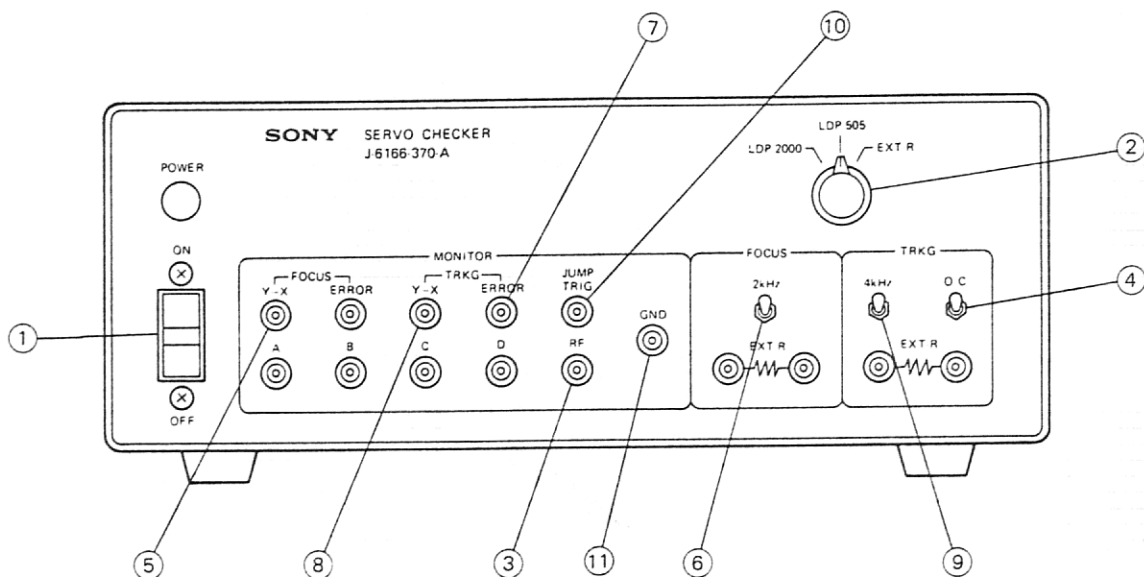 ⑦
⑩
SONY SERVO CHECKER
J-6166-370-A
LDP 505
LDP 2000
EXT R
②
POWER
ON
OFF
①
MONITOR
FOCUS
Y-X
ERROR
TRKG
Y-X
ERROR
JUMP
TRIG
A
B
C
D
RF
GND
FOCUS
2kHz
EXT R
TRKG
4kHz
O C
EXT R
④
⑤
⑧
③
⑪
⑥
⑨